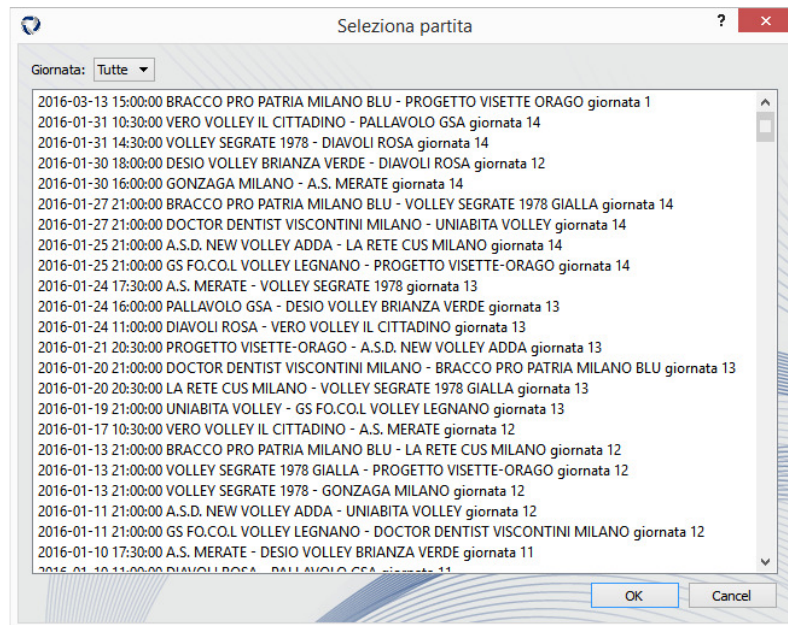 Seleziona partita
?
Giornata: Tutte
2016-03-13 15:00:00 BRACCO PRO PATRIA MILANO BLU - PROGETTO VISETTE ORAGO giornata 1
2016-01-31 10:30:00 VERO VOLLEY IL CITTADINO - PALLAVOLO GSA giornata 14
2016-01-31 14:30:00 VOLLEY SEGRATE 1978 - DIAVOLI ROSA giornata 14
2016-01-30 18:00:00 DESIO VOLLEY BRIANZA VERDE - DIAVOLI ROSA giornata 12
2016-01-30 16:00:00 GONZAGA MILANO - A.S. MERATE giornata 14
2016-01-27 21:00:00 BRACCO PRO PATRIA MILANO BLU - VOLLEY SEGRATE 1978 GIALLA giornata 14
2016-01-27 21:00:00 DOCTOR DENTIST VISCONTINI MILANO - UNIABITA VOLLEY giornata 14
2016-01-25 21:00:00 A.S.D. NEW VOLLEY ADDA - LA RETE CUS MILANO giornata 14
2016-01-25 21:00:00 GS FO.CO.L VOLLEY LEGNANO - PROGETTO VISETTE-ORAGO giornata 14
2016-01-24 17:30:00 A.S. MERATE - VOLLEY SEGRATE 1978 giornata 13
2016-01-24 16:00:00 PALLAVOLO GSA - DESIO VOLLEY BRIANZA VERDE giornata 13
2016-01-24 11:00:00 DIAVOLI ROSA - VERO VOLLEY IL CITTADINO giornata 13
2016-01-21 20:30:00 PROGETTO VISETTE-ORAGO - A.S.D. NEW VOLLEY ADDA giornata 13
2016-01-20 21:00:00 DOCTOR DENTIST VISCONTINI MILANO - BRACCO PRO PATRIA MILANO BLU giornata 13
2016-01-20 20:30:00 LA RETE CUS MILANO - VOLLEY SEGRATE 1978 GIALLA giornata 13
2016-01-19 21:00:00 UNIABITA VOLLEY - GS FO.CO.L VOLLEY LEGNANO giornata 13
2016-01-17 10:30:00 VERO VOLLEY IL CITTADINO - A.S. MERATE giornata 12
2016-01-13 21:00:00 BRACCO PRO PATRIA MILANO BLU - LA RETE CUS MILANO giornata 12
2016-01-13 21:00:00 VOLLEY SEGRATE 1978 GIALLA - PROGETTO VISETTE-ORAGO giornata 12
2016-01-13 21:00:00 VOLLEY SEGRATE 1978 - GONZAGA MILANO giornata 12
2016-01-11 21:00:00 A.S.D. NEW VOLLEY ADDA - UNIABITA VOLLEY giornata 12
2016-01-11 21:00:00 GS FO.CO.L VOLLEY LEGNANO - DOCTOR DENTIST VISCONTINI MILANO giornata 12
2016-01-10 17:30:00 A.S. MERATE - DESIO VOLLEY BRIANZA VERDE giornata 11
2016-01-10 11:00:00 DIAVOLI ROSA - PALLAVOLO GSA giornata 11
OK
Cancel